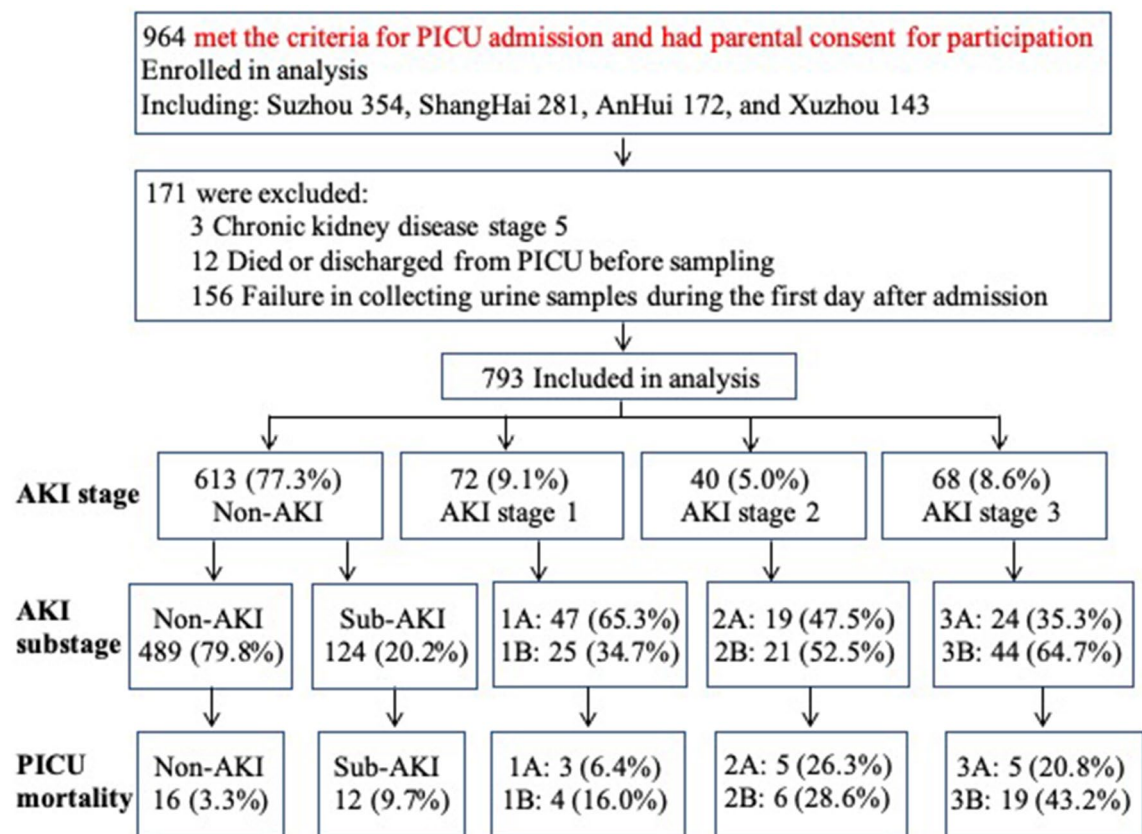 964 met the criteria for PICU admission and had parental consent for participation
Enrolled in analysis
Including: Suzhou 354, ShangHai 281, AnHui 172, and Xuzhou 143
171 were excluded:
3 Chronic kidney disease stage 5
12 Died or discharged from PICU before sampling
156 Failure in collecting urine samples during the first day after admission
793 Included in analysis
AKI stage
613 (77.3%)
Non-AKI
72 (9.1%)
AKI stage 1
40 (5.0%)
AKI stage 2
68 (8.6%)
AKI stage 3
AKI
substage
Non-AKI
489 (79.8%)
Sub-AKI
124 (20.2%)
1A: 47 (65.3%)
1B: 25 (34.7%)
2A: 19 (47.5%)
2B: 21 (52.5%)
3A: 24 (35.3%)
3B: 44 (64.7%)
PICU
mortality
Non-AKI
16 (3.3%)
Sub-AKI
12 (9.7%)
1A: 3 (6.4%)
1B: 4 (16.0%)
2A: 5 (26.3%)
2B: 6 (28.6%)
3A: 5 (20.8%)
3B: 19 (43.2%)